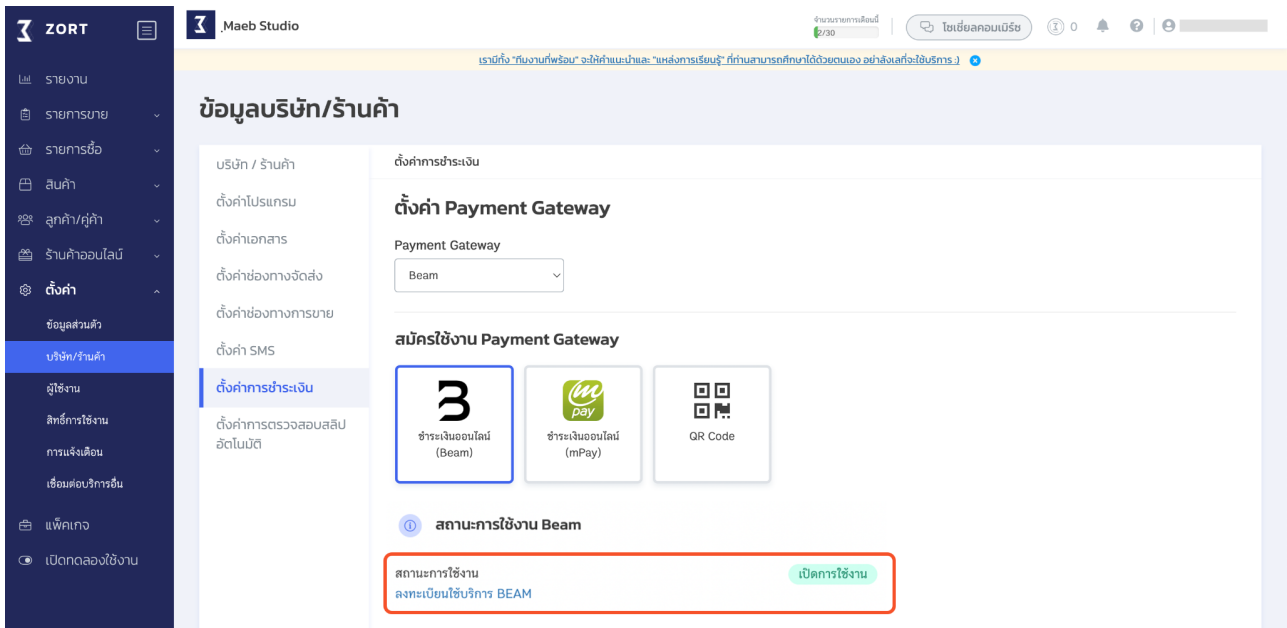 ZORT
.Maeb Studio
จำนวนรายการเดือนนี้
2/30
โซเชี่ยลคอมเมิร์ซ
0
เรามีทั้ง "ทีมงานที่พร้อม" จะให้คำแนะนำและ "แหล่งการเรียนรู้" ที่ท่านสามารถศึกษาได้ด้วยตนเอง อย่าลังเลที่จะใช้บริการ :)
รายงาน
รายการขาย
รายการซื้อ
สินค้า
ลูกค้า/คู่ค้า
ร้านค้าออนไลน์
ตั้งค่า
ข้อมูลส่วนตัว
บริษัท/ร้านค้า
ผู้ใช้งาน
สิทธิ์การใช้งาน
การแจ้งเตือน
เชื่อมต่อบริการอื่น
แพ็คเกจ
เปิดทดลองใช้งาน
ข้อมูลบริษัท/ร้านค้า
บริษัท / ร้านค้า
ตั้งค่าโปรแกรม
ตั้งค่าเอกสาร
ตั้งค่าช่องทางจัดส่ง
ตั้งค่าช่องทางการขาย
ตั้งค่า SMS
ตั้งค่าการชำระเงิน
ตั้งค่าการตรวจสอบสลิป
อัตโนมัติ
ตั้งค่าการชำระเงิน
ตั้งค่า Payment Gateway
Payment Gateway
Beam
สมัครใช้งาน Payment Gateway
ชำระเงินออนไลน์
(Beam)
pay
ชำระเงินออนไลน์
(mPay)
QR Code
สถานะการใช้งาน Beam
สถานะการใช้งาน
เปิดการใช้งาน
ลงทะเบียนใช้บริการ BEAM